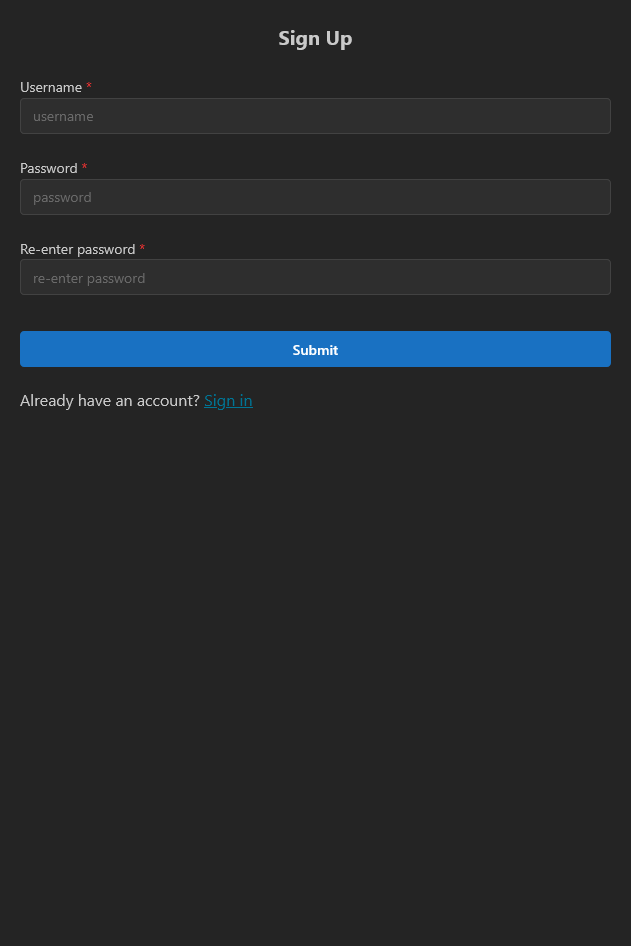 Sign Up
Username *
username
Password *
password
Re-enter password *
re-enter password
Submit
Already have an account? Sign in